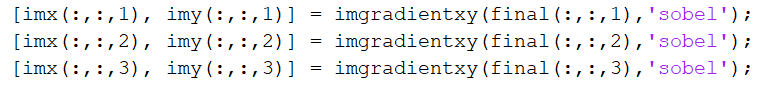 [imx(:,:,1), imy(:,:,1)] = imgradientxy(final(:,:,1),'sobel');
[imx(:,:,2), imy(:,:,2)] = imgradientxy(final(:,:,2),'sobel');
[imx(:,:,3), imy(:,:,3)] = imgradientxy(final(:,:,3),'sobel');